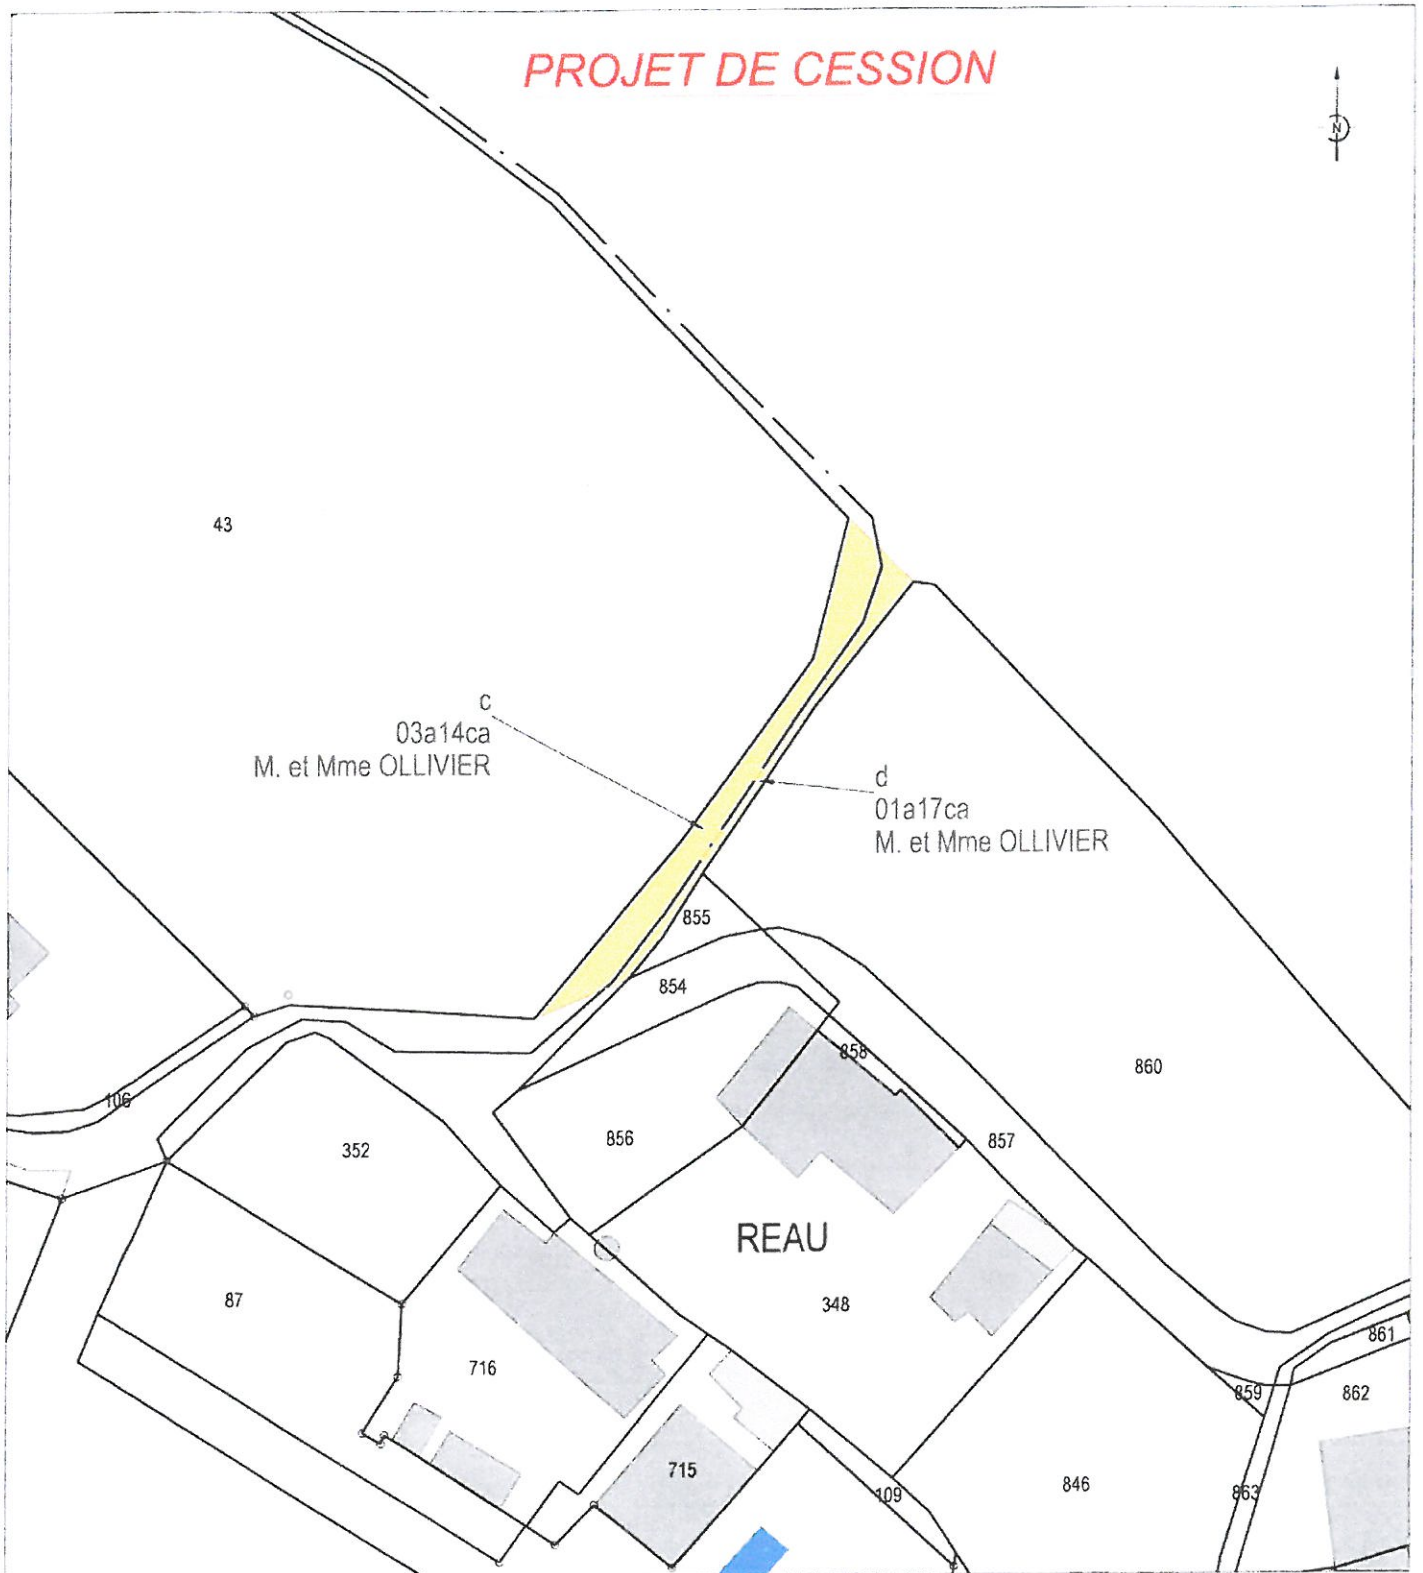 PROJET DE CESSION
N
43
c
03a14ca
M. et Mme OLLIVIER
d
01a17ca
M. et Mme OLLIVIER
855
854
858
860
106
352
856
857
REAU
87
348
861
716
859
862
715
109
846
863